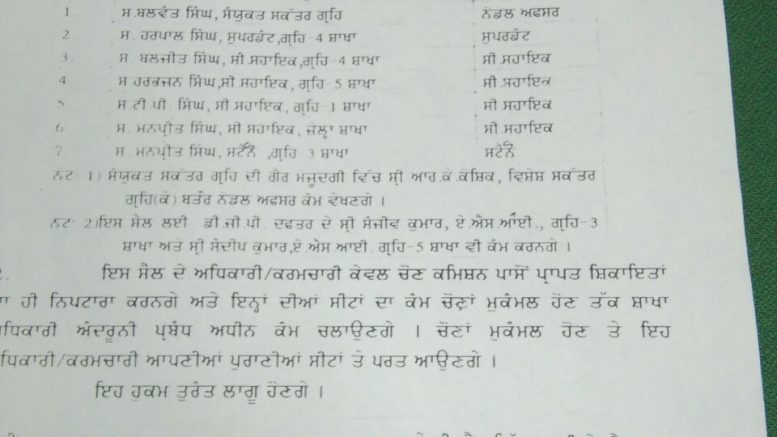 1 ਸ.ਬਲਵੰਤ ਸਿੰਘ, ਸੰਯੁਕਤ ਸਕੱਤਰ ਗ੍ਰਹਿ ਨੋਡਲ ਅਫਸਰ
2 ਸ. ਹਰਪਾਲ ਸਿੰਘ, ਸੁਪਰਡੰਟ,ਗ੍ਰਹਿ-4 ਸ਼ਾਖਾ ਸੁਪਰਡੰਟ
3. ਸ. ਬਲਜੀਤ ਸਿੰਘ, ਸੀ.ਸਹਾਇਕ,ਗ੍ਰਹਿ-4 ਸ਼ਾਖਾ ਸੀ.ਸਹਾਇਕ
4 ਸ.ਹਰਭਜਨ ਸਿੰਘ,ਸੀ.ਸਹਾਇਕ, ਗ੍ਰਹਿ-5 ਸ਼ਾਖਾ ਸੀ.ਸਹਾਇਕ
5. ਸ.ਟੀ.ਪੀ. ਸਿੰਘ, ਸੀ.ਸਹਾਇਕ, ਗ੍ਰਹਿ-1 ਸ਼ਾਖਾ ਸੀ.ਸਹਾਇਕ
6 ਸ. ਮਨਪ੍ਰੀਤ ਸਿੰਘ, ਸੀ.ਸਹਾਇਕ, ਜੇਲ੍ਹਾਂ ਸ਼ਾਖਾ ਸੀ.ਸਹਾਇਕ
7 ਸ. ਮਨਪ੍ਰੀਤ ਸਿੰਘ, ਸਟੈਨੋਂ ,ਗ੍ਰਹਿ-3 ਸ਼ਾਖਾ ਸਟੈਨੋਂ
ਨੋਟ: 1) ਸੰਯੁਕਤ ਸਕੱਤਰ ਗ੍ਰਹਿ ਦੀ ਗੈਰ ਮਜੂਦਗੀ ਵਿੱਚ ਸ਼੍ਰੀ ਆਰ.ਕੇ.ਕੌਸ਼ਿਕ, ਵਿਸ਼ੇਸ਼ ਸਕੱਤਰ
ਗ੍ਰਹਿ(ਕੇ) ਬਤੌਰ ਨੋਡਲ ਅਫਸਰ ਕੰਮ ਵੇਖਣਗੇ ।
ਨੋਟ: 2)ਇਸ ਸੈਲ ਲਈ ਡੀ.ਜੀ.ਪੀ. ਦਫਤਰ ਦੇ ਸ਼੍ਰੀ ਸੰਜੀਵ ਕੁਮਾਰ, ਏ.ਐਸ.ਆਈ., ਗ੍ਰਹਿ-3
ਸ਼ਾਖਾ ਅਤੇ ਸ਼੍ਰੀ ਸੰਦੀਪ ਕੁਮਾਰ,ਏ.ਐਸ.ਆਈ. ਗ੍ਰਹਿ-5 ਸ਼ਾਖਾ ਵੀ ਕੰਮ ਕਰਨਗੇ ।
ਇਸ ਸੈਲ ਦੇ ਅਧਿਕਾਰੀ/ਕਰਮਚਾਰੀ ਕੇਵਲ ਚੋਣ ਕਮਿਸ਼ਨ ਪਾਸੋਂ ਪ੍ਰਾਪਤ ਸ਼ਿਕਾਇਤਾਂ
ਹੀ ਨਿਪਟਾਰਾ ਕਰਨਗੇ ਅਤੇ ਇਨ੍ਹਾਂ ਦੀਆਂ ਸੀਟਾਂ ਦਾ ਕੰਮ ਚੋਣਾਂ ਮੁਕੰਮਲ ਹੋਣ ਤੱਕ ਸ਼ਾਖਾ
ਅੰਦਰੂਨੀ ਪ੍ਰਬੰਧ ਅਧੀਨ ਕੰਮ ਚਲਾਉਣਗੇ । ਚੋਣਾਂ ਮੁਕੰਮਲ ਹੋਣ ਤੇ ਇਹ
ਆਪਣੀਆਂ ਪੁਰਾਣੀਆਂ ਸੀਟਾਂ ਤੇ ਪਰਤ ਆਉਣਗੇ ।
ਇਹ ਹੁਕਮ ਤੁਰੰਤ ਲਾਗੂ ਹੋਣਗੇ ।